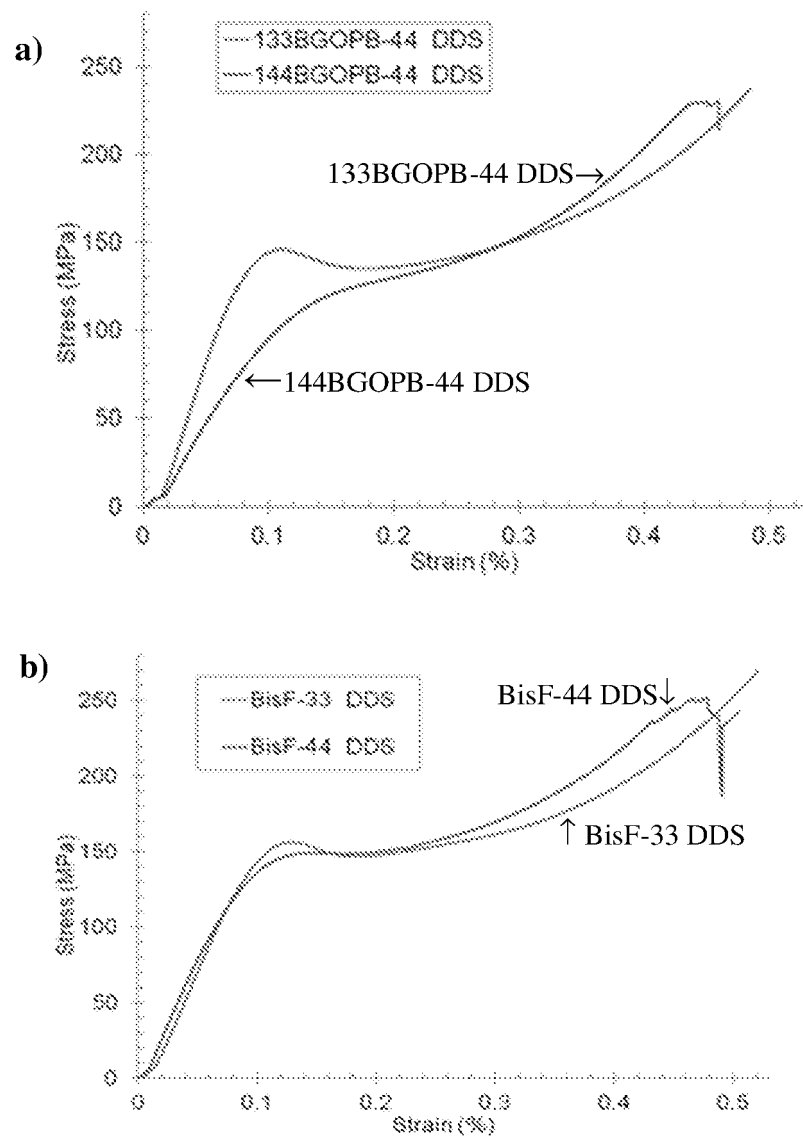 a)
133BGOPB-44 DDS
144BGOPB-44 DDS
250
200
150
100
50
0
Stress (MPa)
133BGOPB-44 DDS→
←144BGOPB-44 DDS
0 0.1 0.2 0.3 0.4 0.5
Strain (%)
b)
BisF-33 DDS
BisF-44 DDS
250
200
150
100
50
0
Stress (MPa)
BisF-44 DDS↓
↑ BisF-33 DDS
0 0.1 0.2 0.3 0.4 0.5
Strain (%)